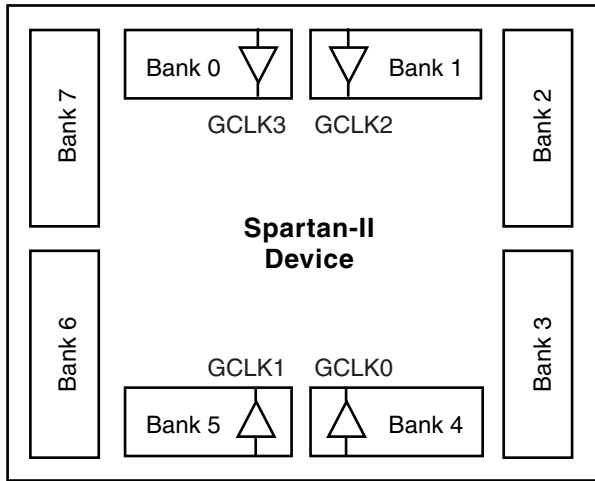 Bank 0
Bank 1
GCLK3
GCLK2
Bank 7
Bank 2
Spartan-II
Device
Bank 6
Bank 3
GCLK1
GCLK0
Bank 5
Bank 4